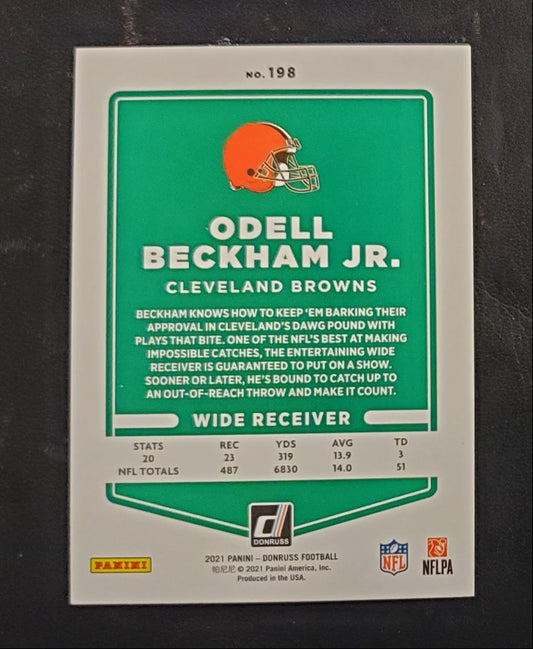 NO. 198
ODELL
BECKHAM JR.
CLEVELAND BROWNS
BECKHAM KNOWS HOW TO KEEP 'EM BARKING THEIR
APPROVAL IN CLEVELAND'S DAWG POUND WITH
PLAYS THAT BITE. ONE OF THE NFL'S BEST AT MAKING
IMPOSSIBLE CATCHES, THE ENTERTAINING WIDE
RECEIVER IS GUARANTEED TO PUT ON A SHOW.
SOONER OR LATER, HE'S BOUND TO CATCH UP TO
AN OUT-OF-REACH THROW AND MAKE IT COUNT.
WIDE RECEIVER
STATS REC YDS AVG TD
20 23 319 13.9 3
NFL TOTALS 487 6830 14.0 51
d
DONRUSS
2021 PANINI – DONRUSS FOOTBALL
帕尼尼 © 2021 Panini America, Inc.
Produced in the USA.
PANINI
NFL
NFLPA